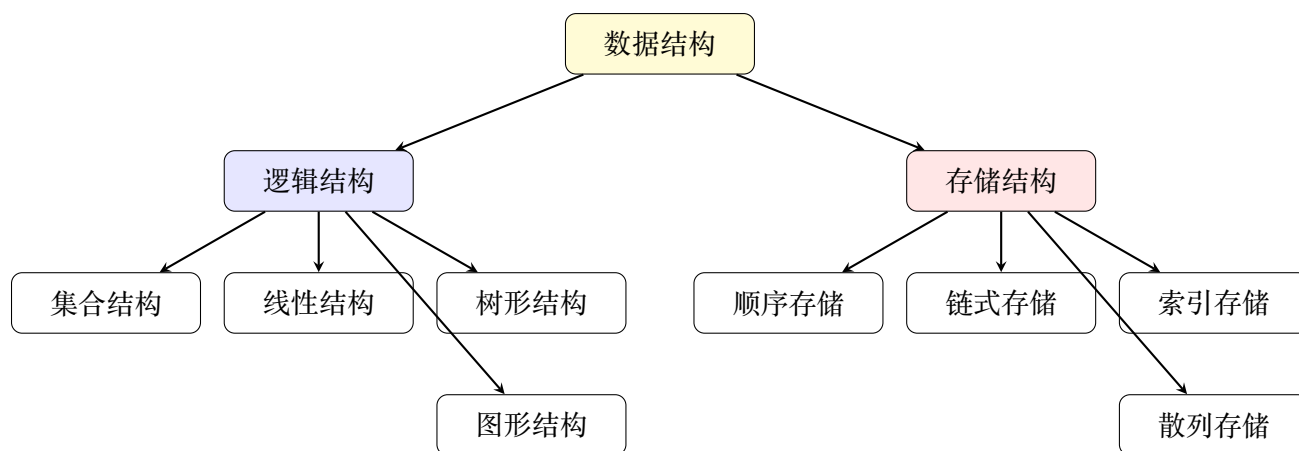 数据结构
逻辑结构
存储结构
集合结构
线性结构
树形结构
顺序存储
链式存储
索引存储
图形结构
散列存储